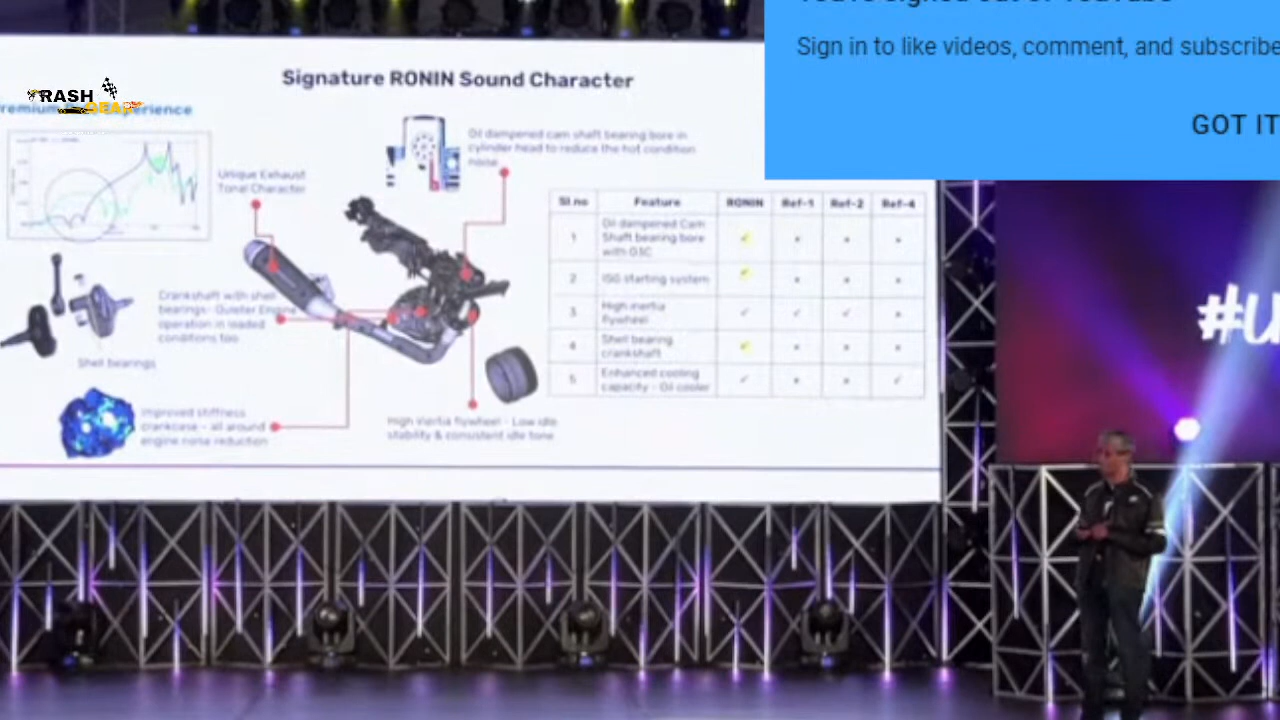 Sign in to like videos, comment, and subscribe
GOT IT
Signature RONIN Sound Character
RASH
GEAR
Oil dampened cam shaft bearing bore in
cylinder head to reduce the hot condition
noise
Unique Exhaust
Tonal Character
Crankshaft with shell
bearings - Quieter Engine
operation in loaded
conditions too
Shell bearings
Improved stiffness
crankcase - all around
engine noise reduction
High inertia flywheel - Low idle
stability & consistent idle tone
Sl.no Feature RONIN Ref-1 Ref-2 Ref-4
1 Oil dampened Cam
Shaft bearing bore
with O3C
2 ISG starting system
3 High inertia
flywheel
4 Shell bearing
crankshaft
5 Enhanced cooling
capacity - Oil cooler
#U